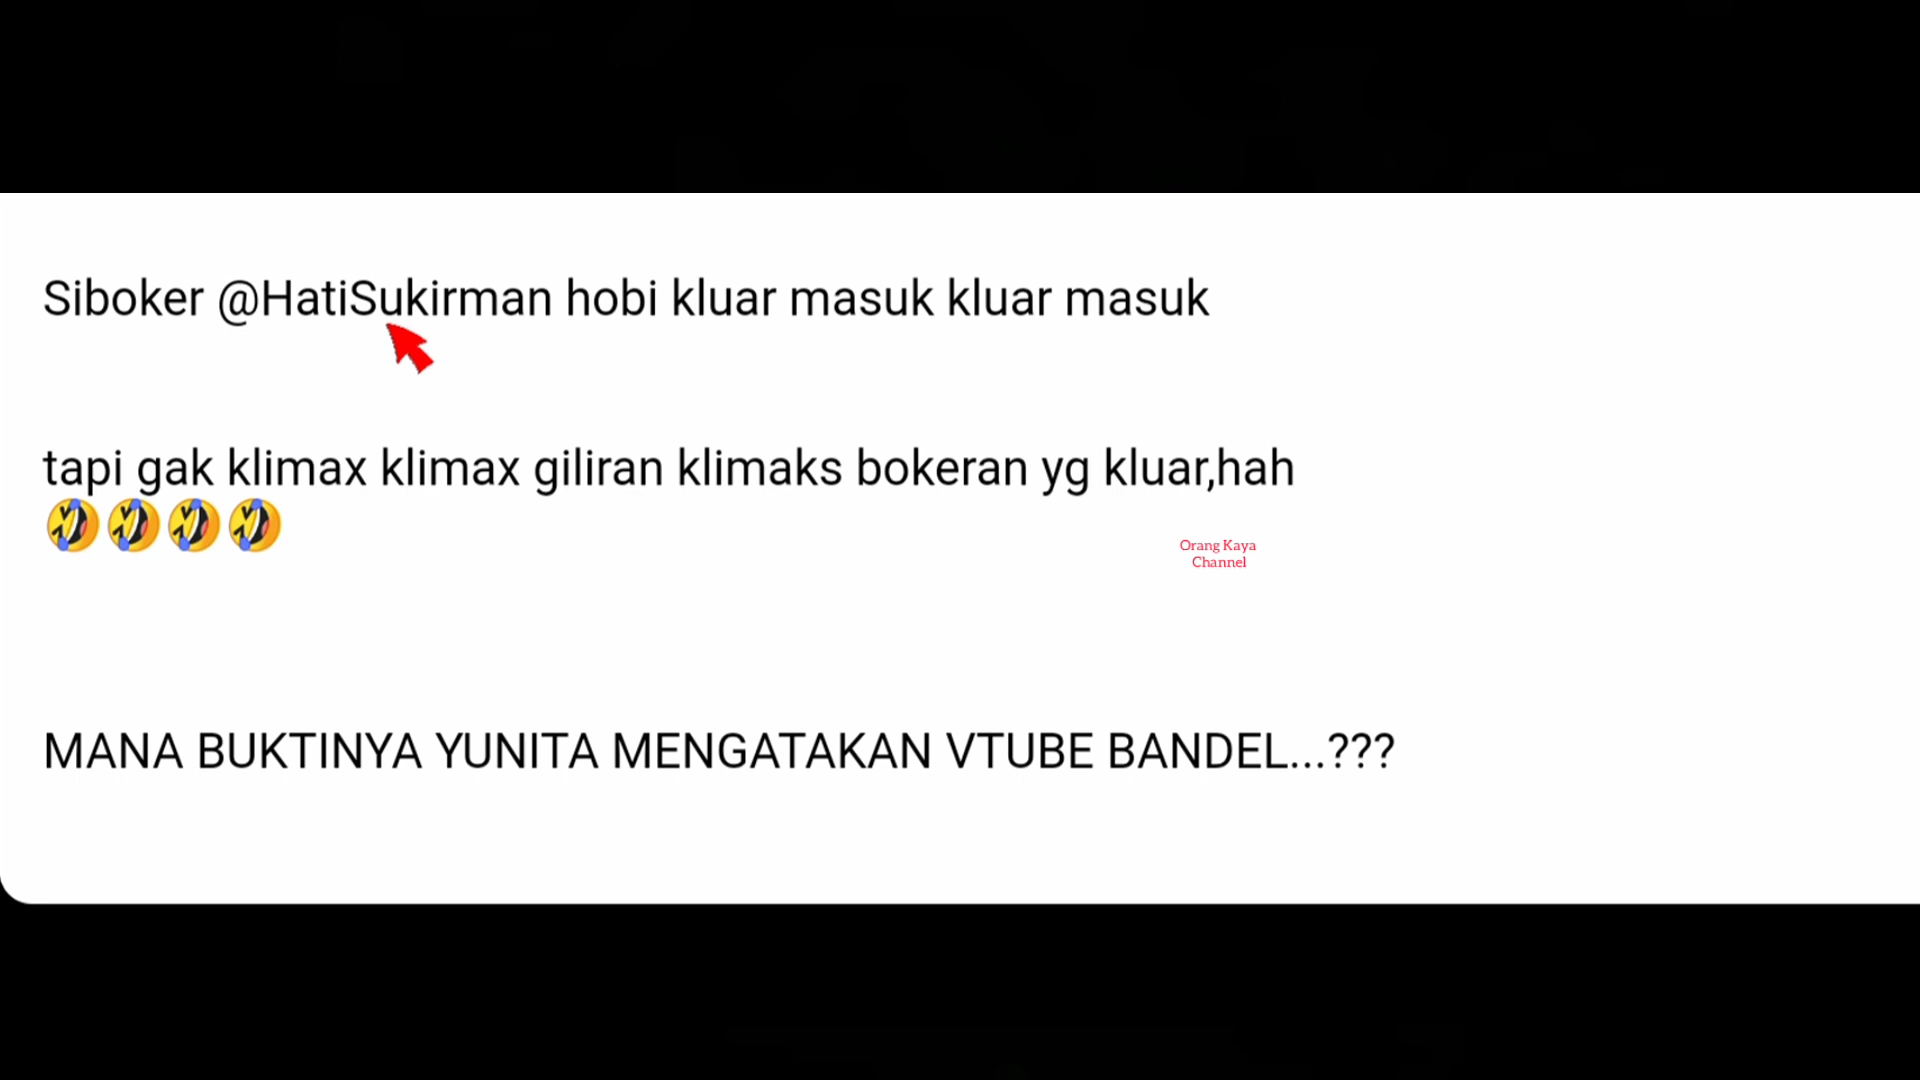 Siboker @HatiSukirman hobi kluar masuk kluar masuk
tapi gak klimax klimax giliran klimaks bokeran yg kluar,hah
🤣🤣🤣🤣
Orang Kaya
Channel
MANA BUKTINYA YUNITA MENGATAKAN VTUBE BANDEL...???